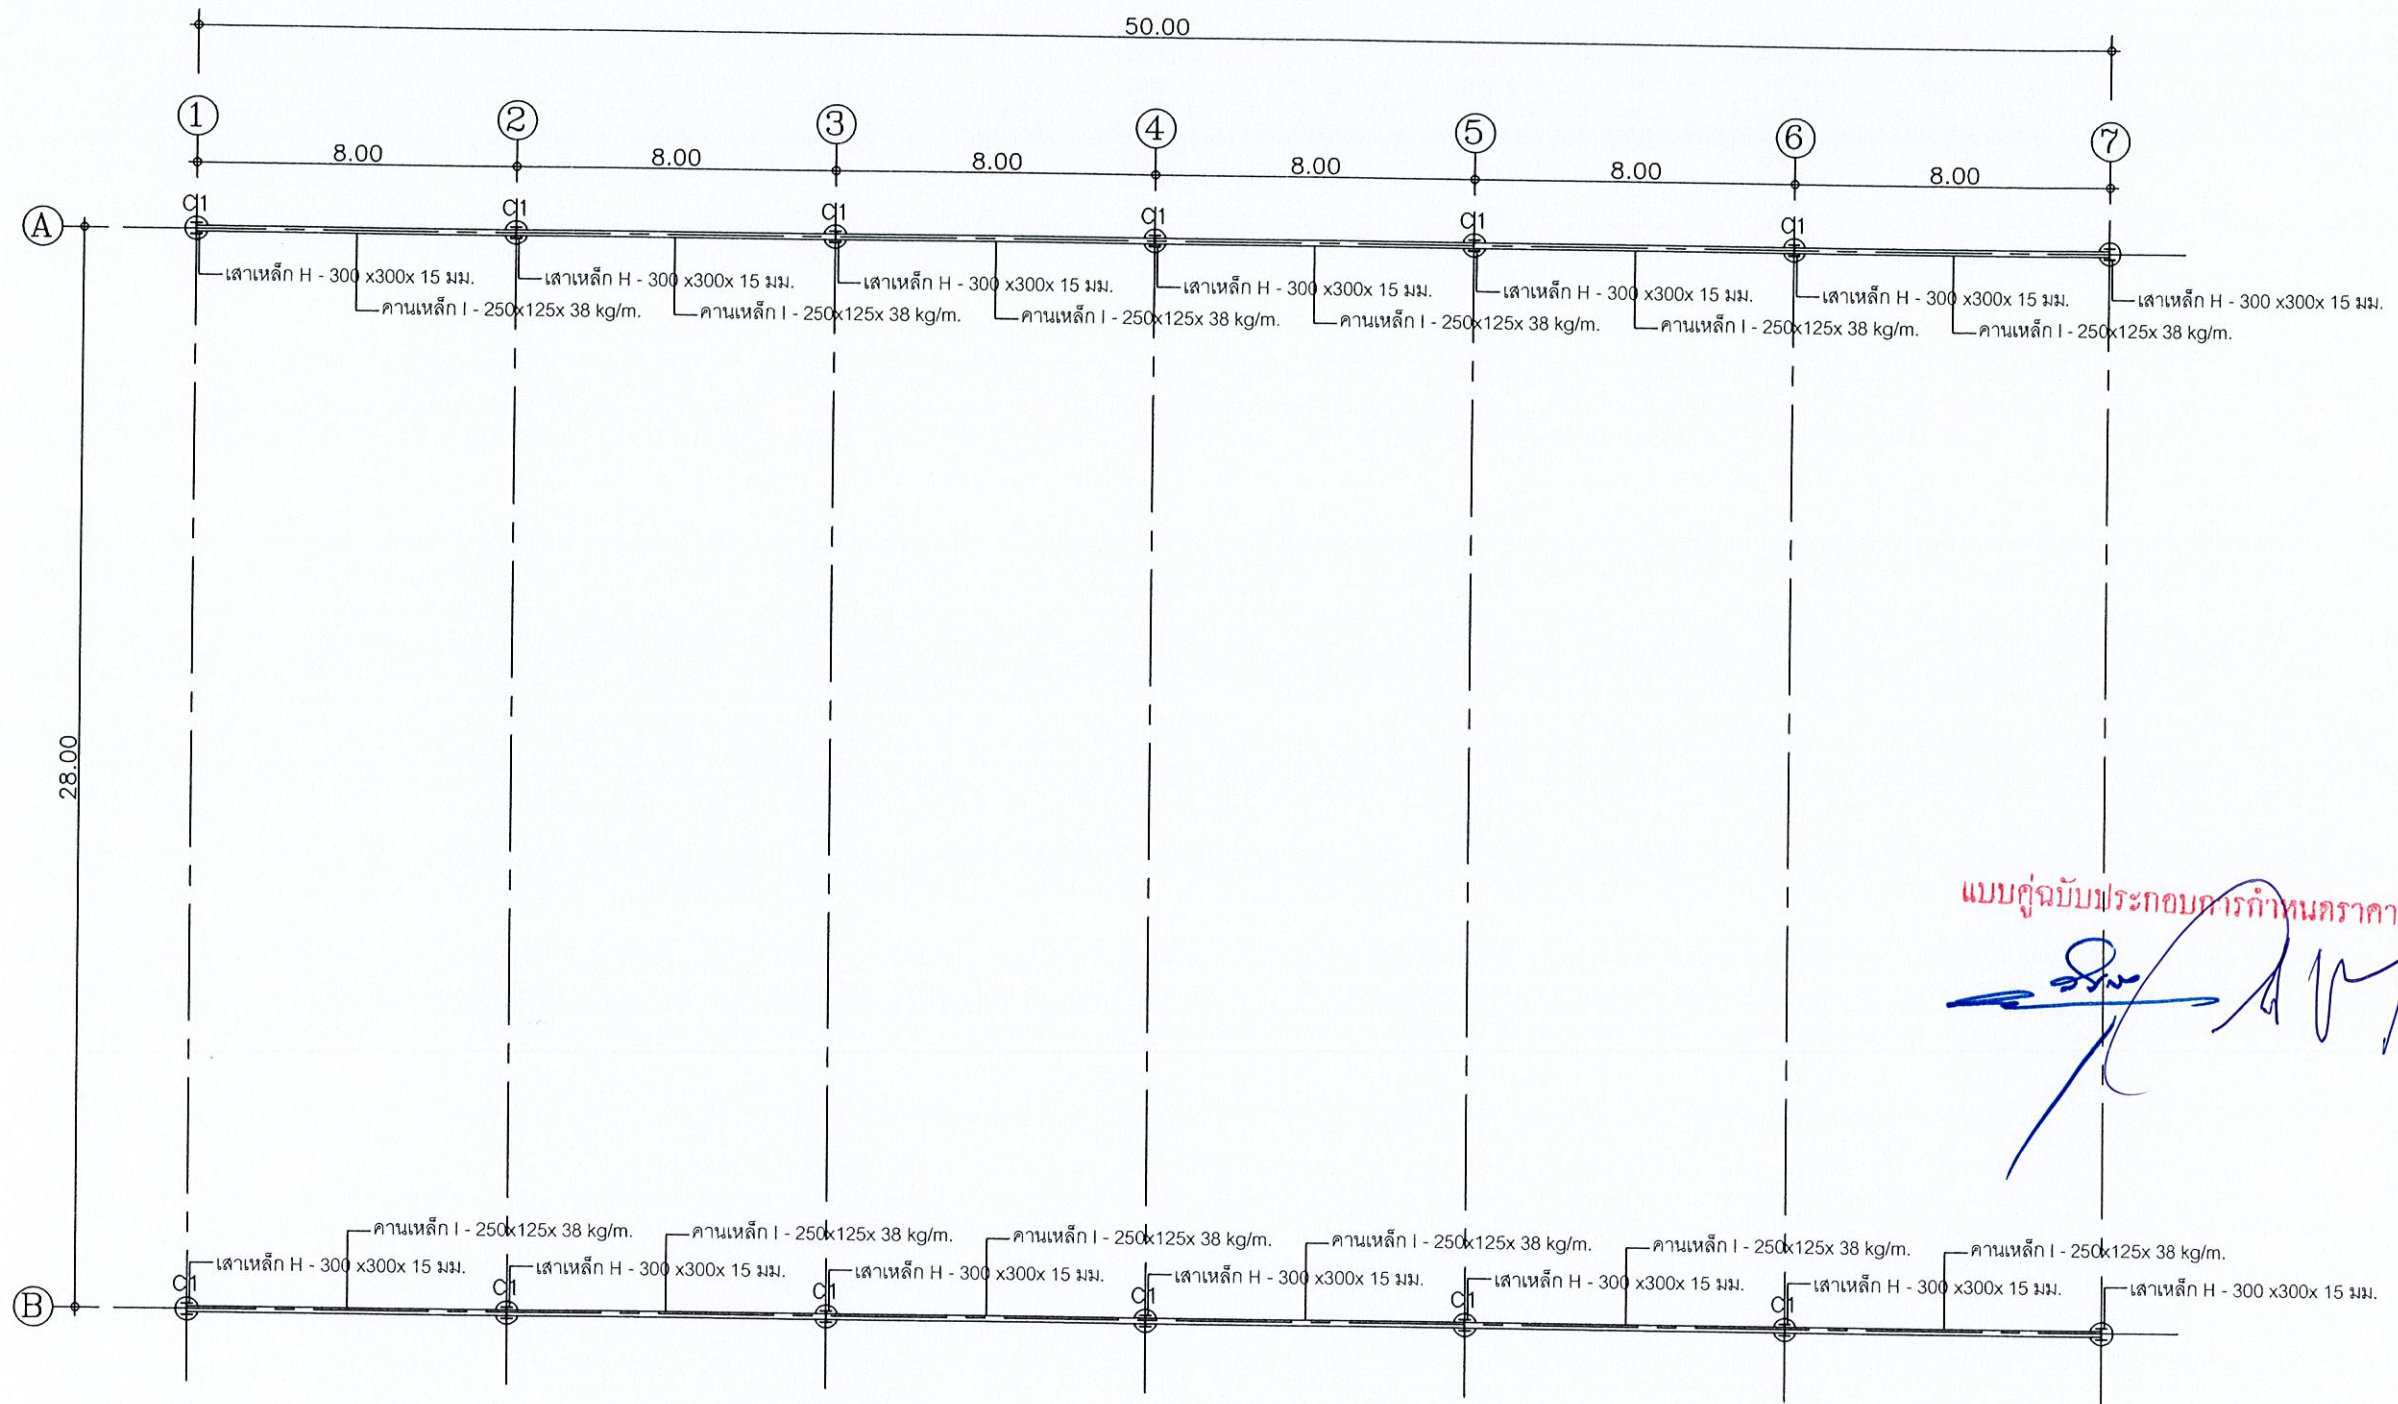 50.00
1 2 3 4 5 6 7
8.00 8.00 8.00 8.00 8.00 8.00
C1 C1 C1 C1 C1 C1
A
เสาเหล็ก H - 300 x300x 15 มม. เสาเหล็ก H - 300 x300x 15 มม. เสาเหล็ก H - 300 x300x 15 มม. เสาเหล็ก H - 300 x300x 15 มม. เสาเหล็ก H - 300 x300x 15 มม. เสาเหล็ก H - 300 x300x 15 มม. เสาเหล็ก H - 300 x300x 15 มม.
คานเหล็ก I - 250x125x 38 kg/m. คานเหล็ก I - 250x125x 38 kg/m. คานเหล็ก I - 250x125x 38 kg/m. คานเหล็ก I - 250x125x 38 kg/m. คานเหล็ก I - 250x125x 38 kg/m. คานเหล็ก I - 250x125x 38 kg/m.
28.00
แบบคู่ฉบับประกอบการกำหนดราคา
คานเหล็ก I - 250x125x 38 kg/m. คานเหล็ก I - 250x125x 38 kg/m. คานเหล็ก I - 250x125x 38 kg/m. คานเหล็ก I - 250x125x 38 kg/m. คานเหล็ก I - 250x125x 38 kg/m. คานเหล็ก I - 250x125x 38 kg/m.
เสาเหล็ก H - 300 x300x 15 มม. เสาเหล็ก H - 300 x300x 15 มม. เสาเหล็ก H - 300 x300x 15 มม. เสาเหล็ก H - 300 x300x 15 มม. เสาเหล็ก H - 300 x300x 15 มม. เสาเหล็ก H - 300 x300x 15 มม. เสาเหล็ก H - 300 x300x 15 มม.
C1 C1 C1 C1 C1 C1
B